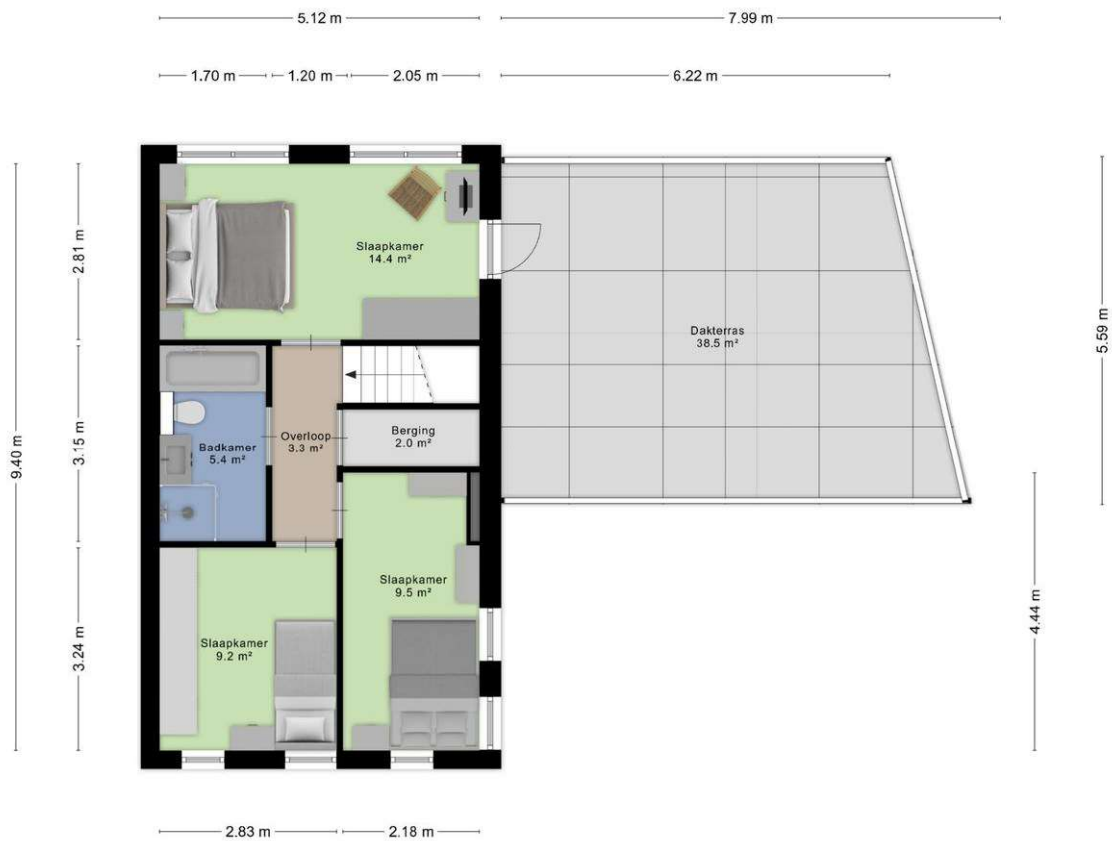 5.12 m
7.99 m
1.70 m
1.20 m
2.05 m
6.22 m
Slaapkamer
14.4 m²
2.81 m
Dakterras
38.5 m²
5.59 m
9.40 m
3.15 m
Badkamer
5.4 m²
Overloop
3.3 m²
Berging
2.0 m²
Slaapkamer
9.5 m²
4.44 m
3.24 m
Slaapkamer
9.2 m²
2.83 m
2.18 m